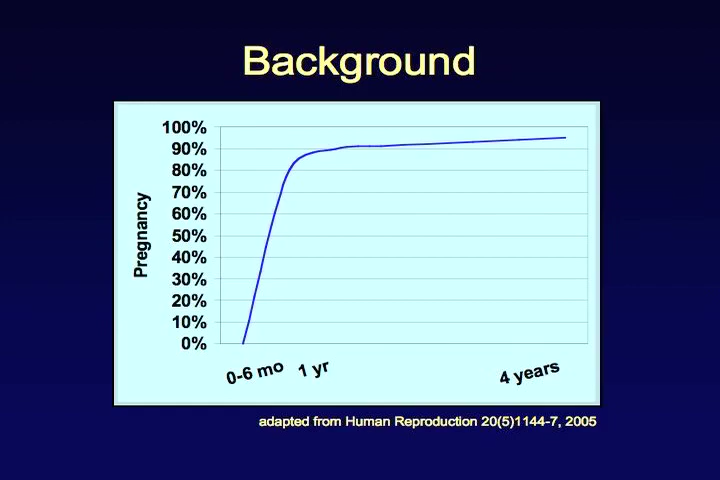 Background
100%
90%
80%
70%
60%
50%
40%
30%
20%
10%
0%
Pregnancy
0-6 mo 1 yr 4 years
adapted from Human Reproduction 20(5)1144-7, 2005